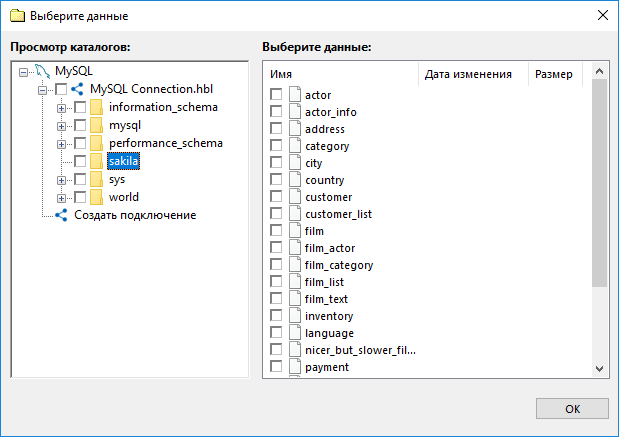 Выберите данные
Просмотр каталогов:
MySQL
MySQL Connection.hbl
information_schema
mysql
performance_schema
sakila
sys
world
Создать подключение
Выберите данные:
Имя Дата изменения Размер
actor
actor_info
address
category
city
country
customer
customer_list
film
film_actor
film_category
film_list
film_text
inventory
language
nicer_but_slower_fil...
payment
OK